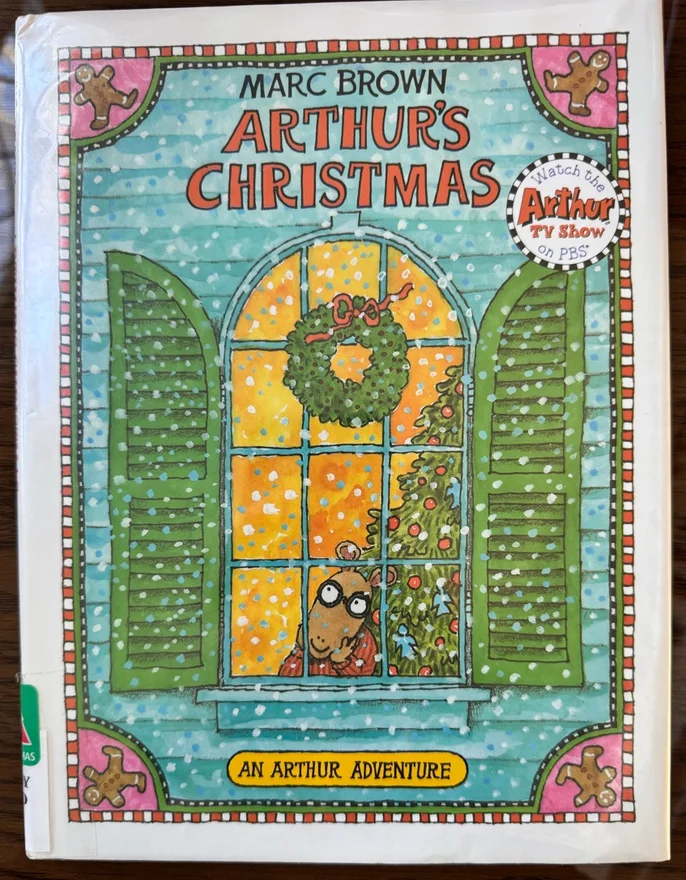 MARC BROWN
ARTHUR'S
CHRISTMAS
Watch the
Arthur
TV Show
on PBS®
AN ARTHUR ADVENTURE